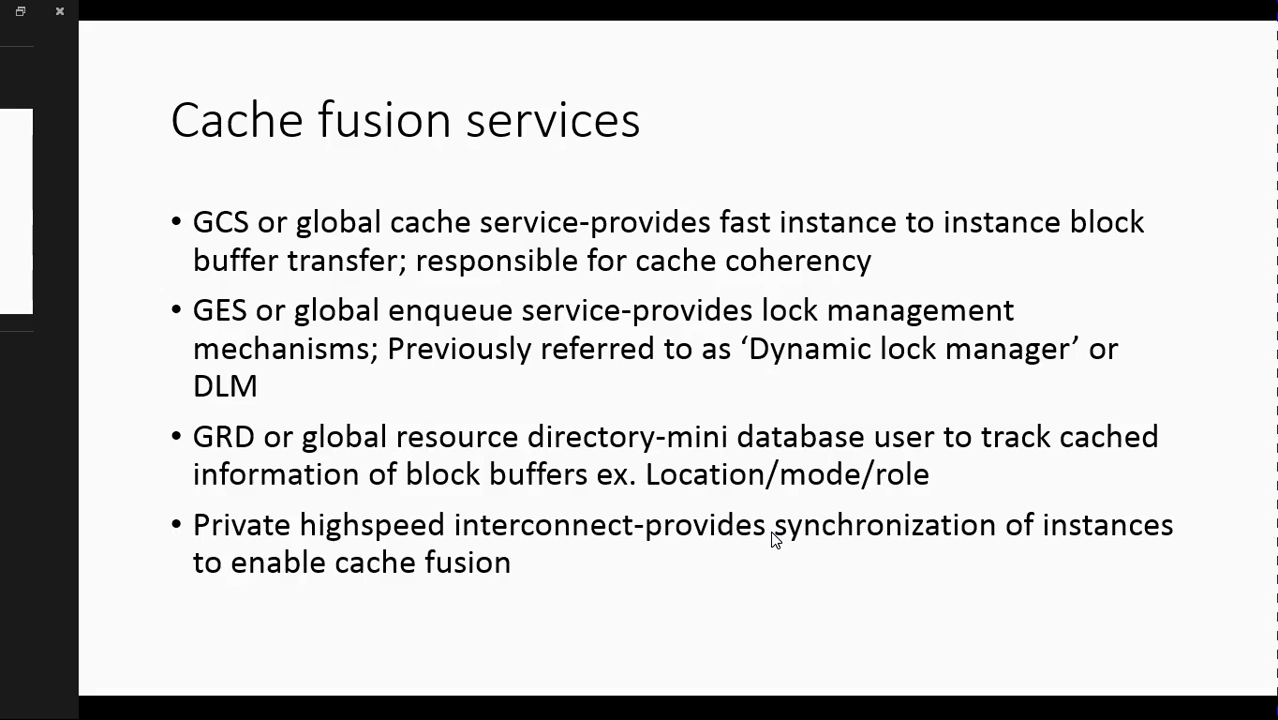 Cache fusion services
• GCS or global cache service-provides fast instance to instance block
buffer transfer; responsible for cache coherency
• GES or global enqueue service-provides lock management
mechanisms; Previously referred to as ‘Dynamic lock manager’ or
DLM
• GRD or global resource directory-mini database user to track cached
information of block buffers ex. Location/mode/role
• Private highspeed interconnect-provides synchronization of instances
to enable cache fusion